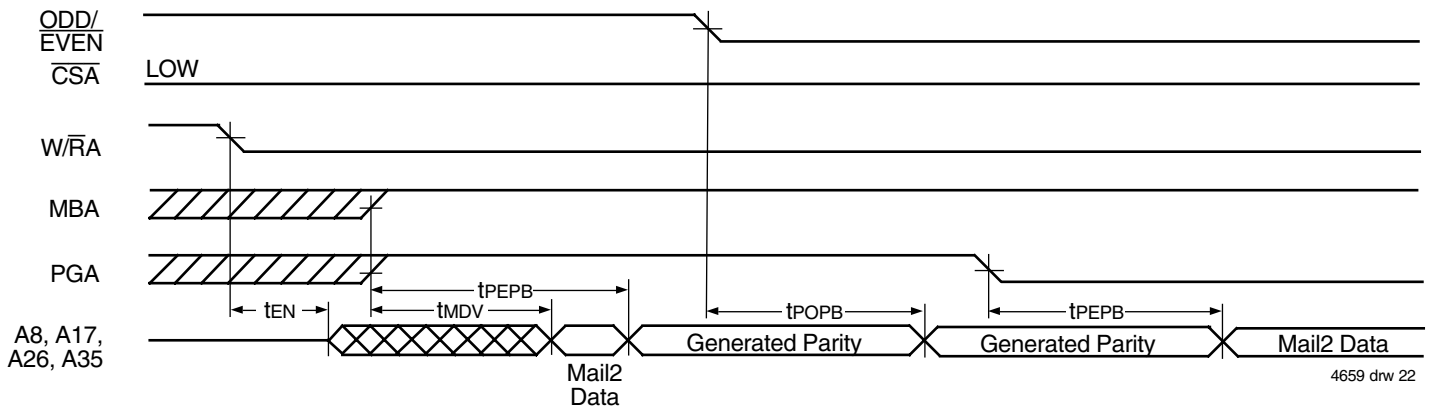 ODD/
EVEN
CSA
LOW
W/RA
MBA
PGA
tPEPB
tEN
tMDV
tPOPB
tPEPB
A8, A17,
A26, A35
Generated Parity
Generated Parity
Mail2 Data
Mail2
Data
4659 drw 22